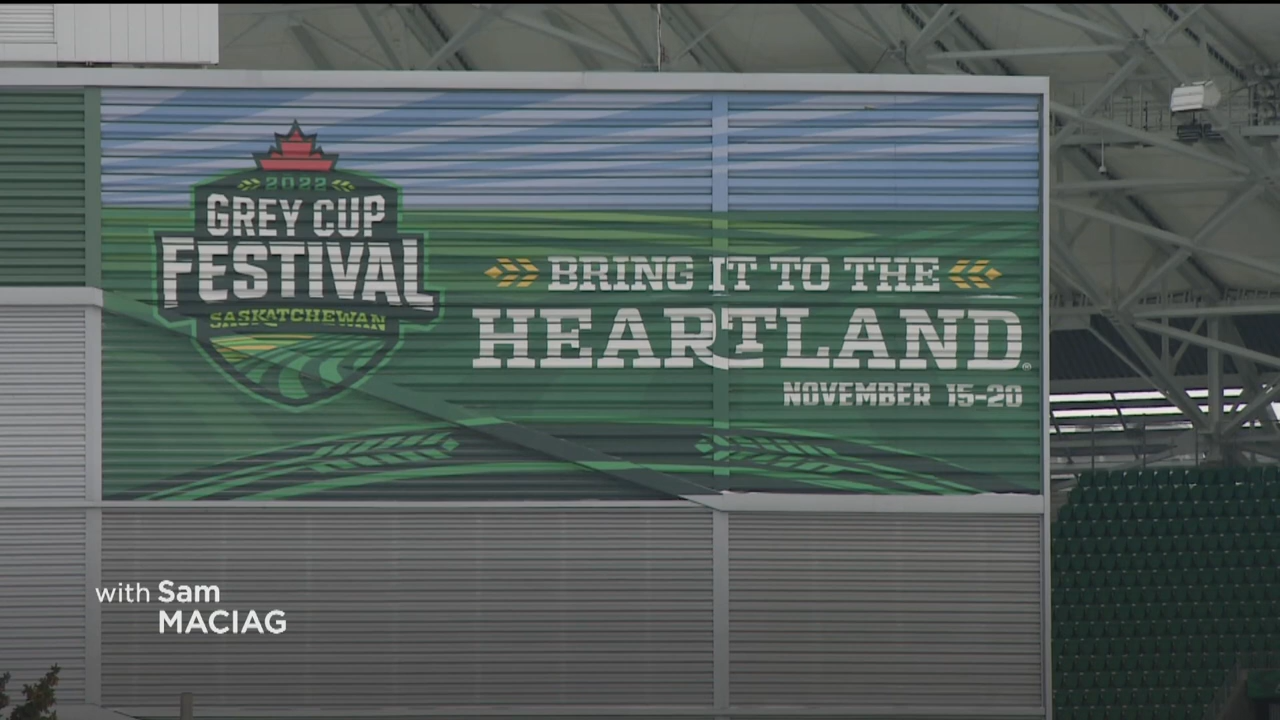 2022
GREY CUP
FESTIVAL
SASKATCHEWAN
BRING IT TO THE
HEARTLAND®
NOVEMBER 15-20
with Sam
MACIAG